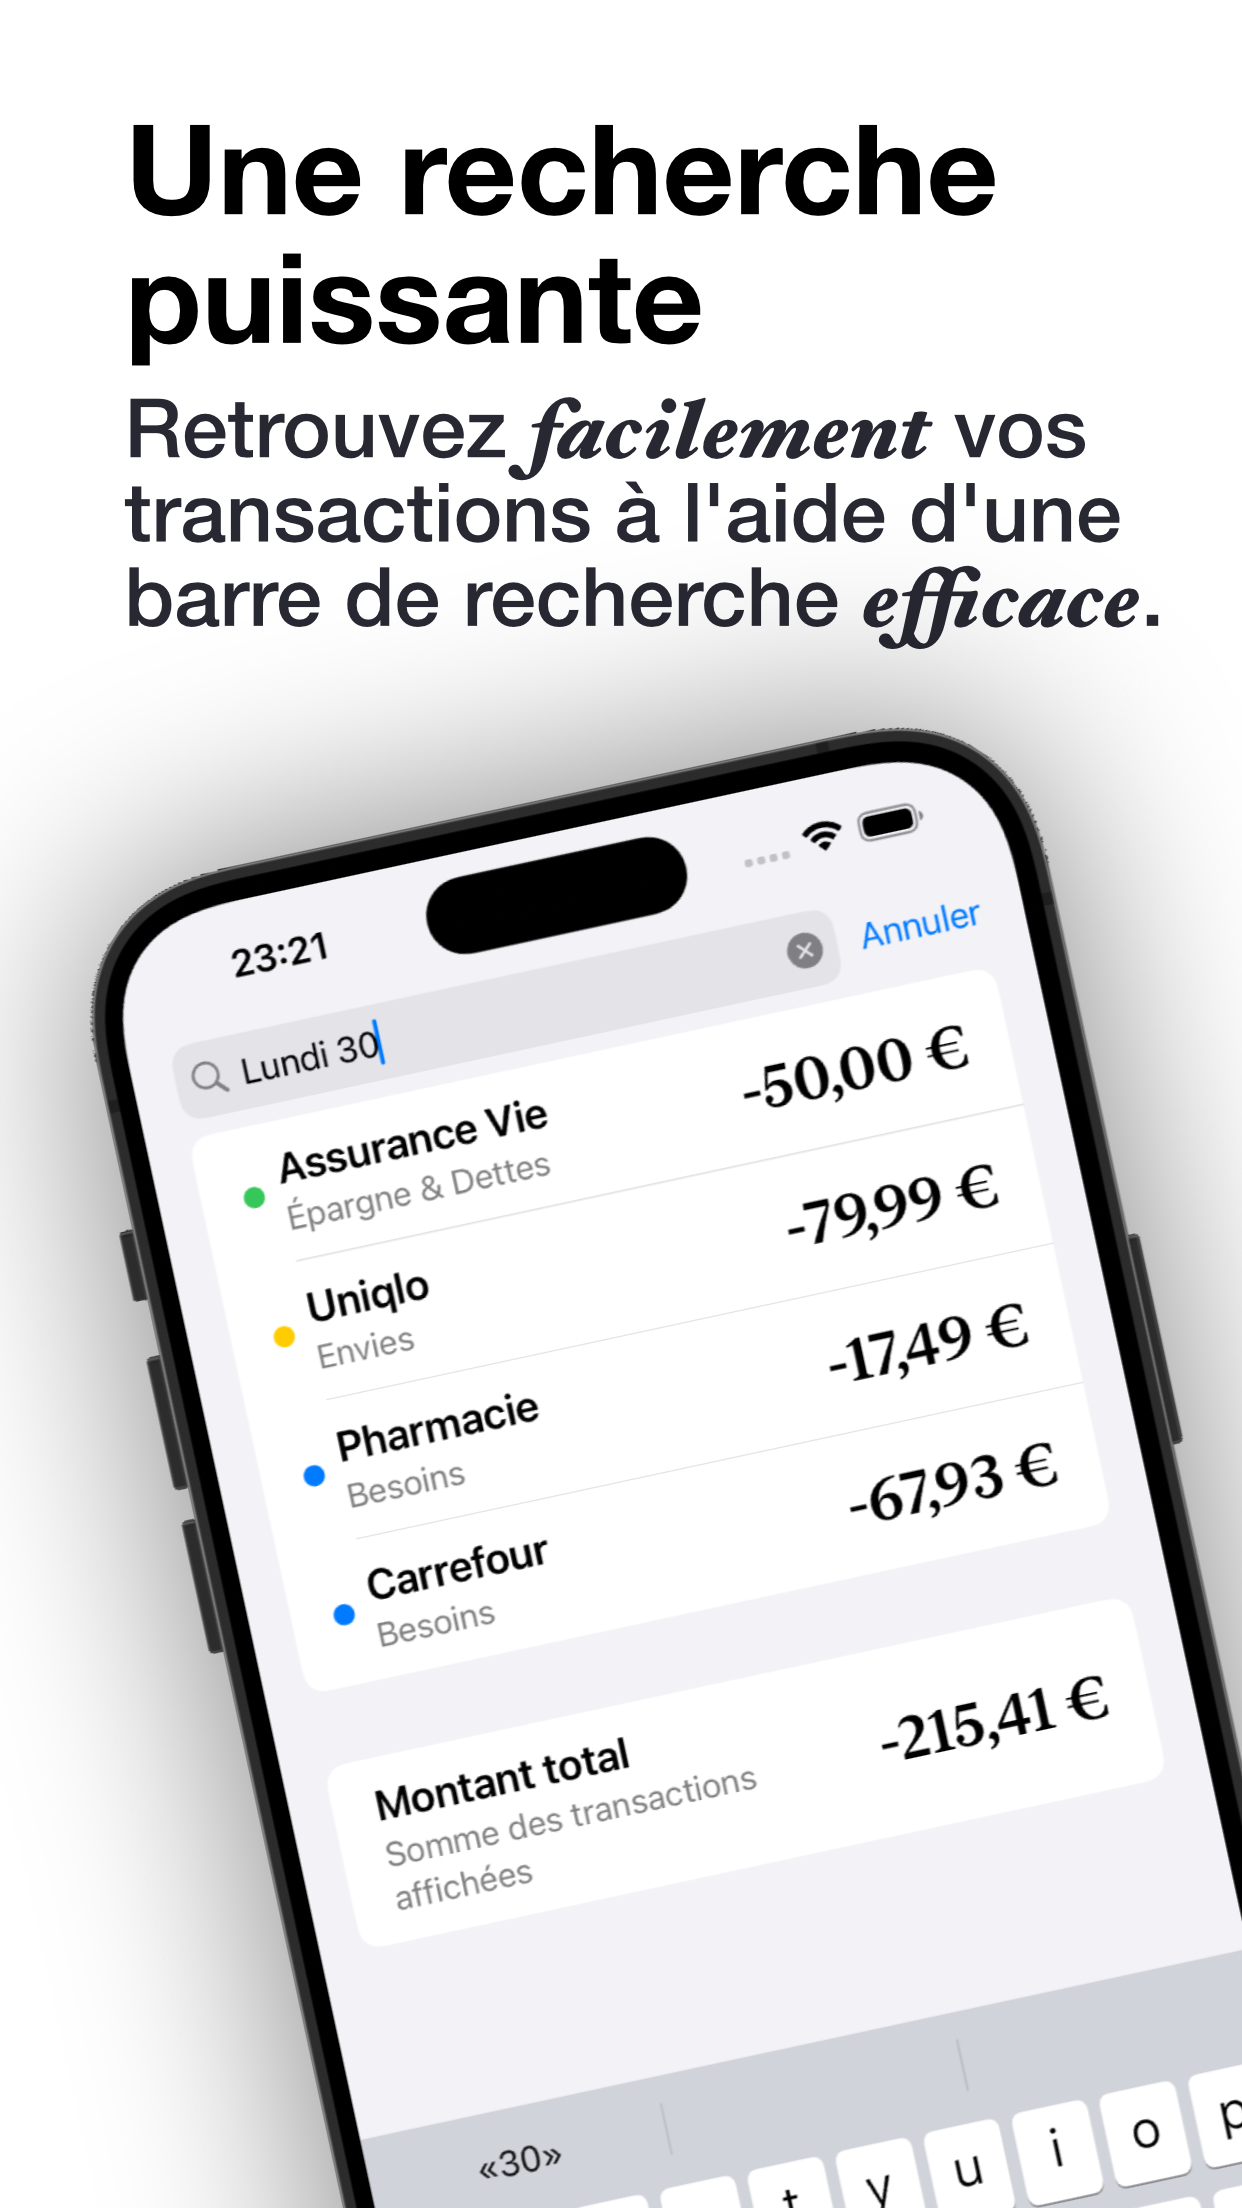 Une recherche
puissante
Retrouvez facilement vos
transactions à l'aide d'une
barre de recherche efficace.
23:21
Lundi 30
Annuler
Assurance Vie
-50,00 €
Épargne & Dettes
Uniqlo
-79,99 €
Envies
Pharmacie
-17,49 €
Besoins
Carrefour
-67,93 €
Besoins
Montant total
-215,41 €
Somme des transactions
affichées
«30»
t y u i o p